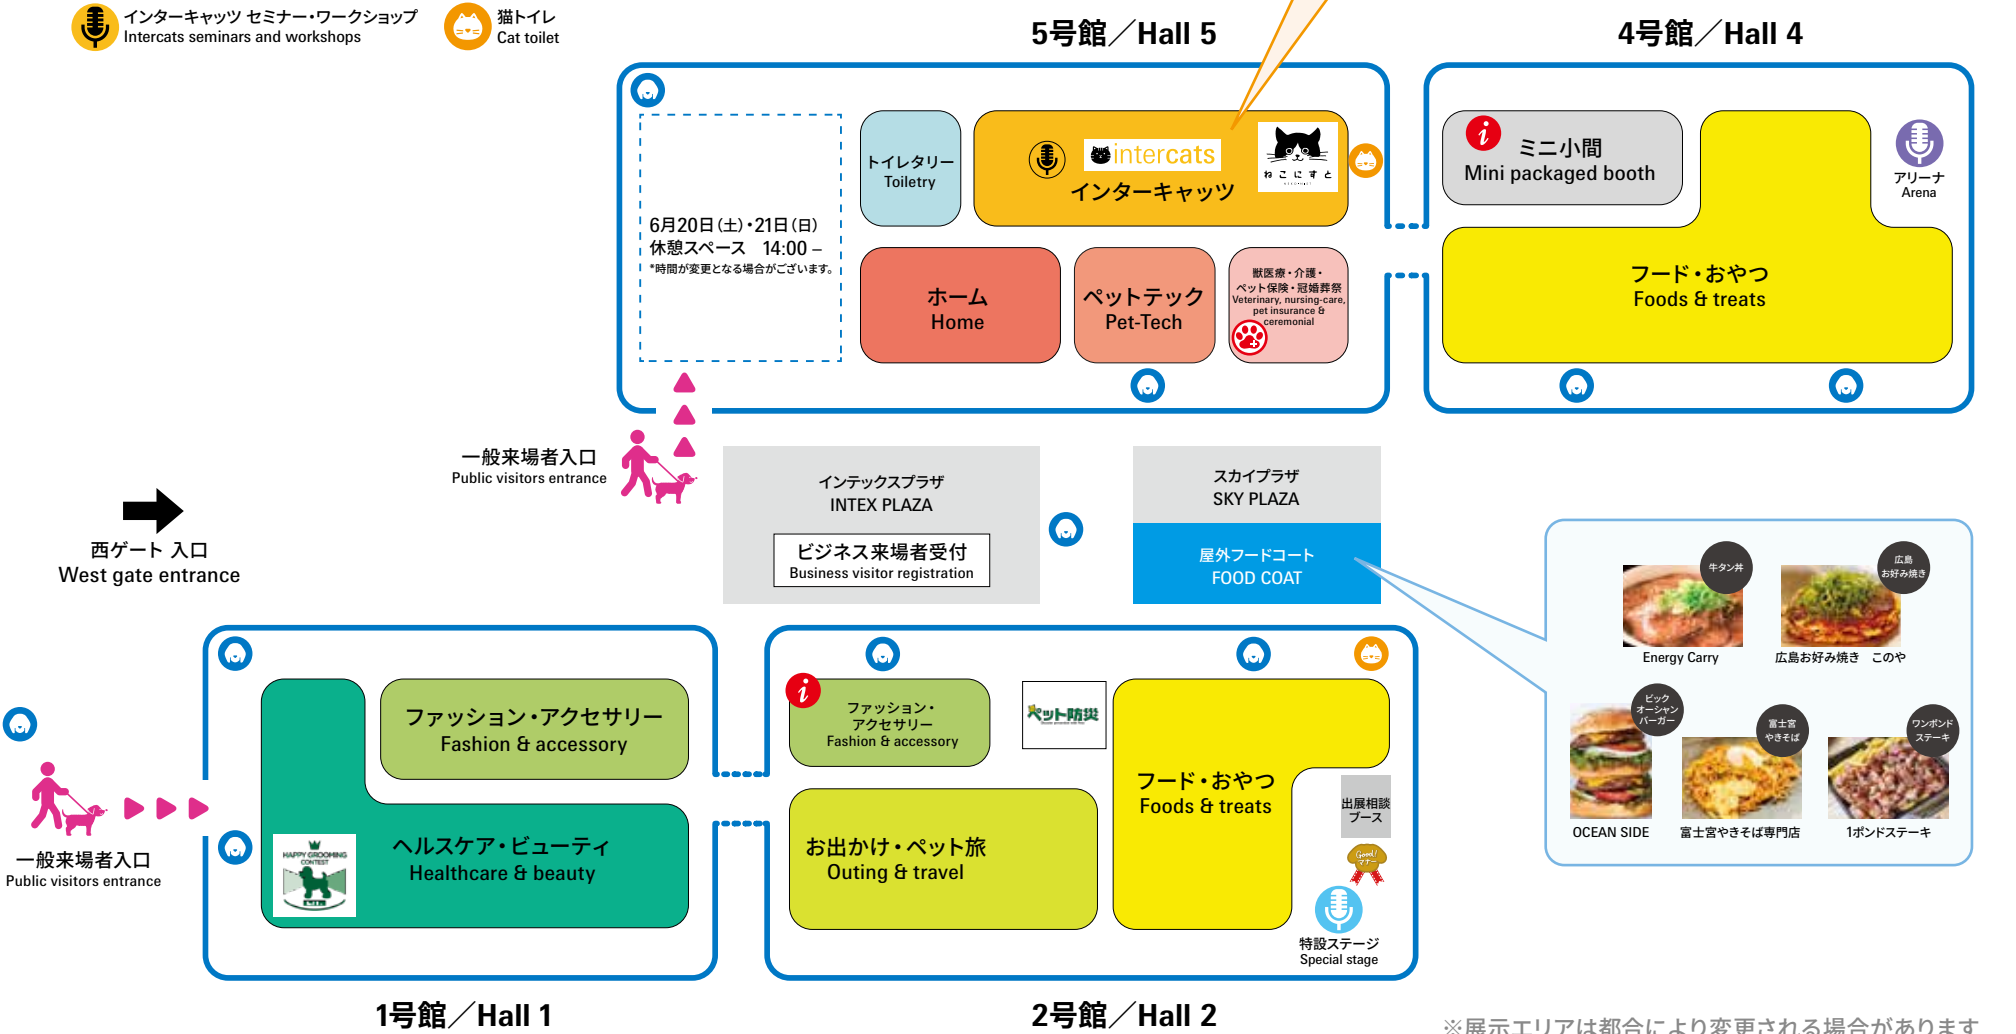 インターキャッツ セミナー・ワークショップ
Intercats seminars and workshops
猫トイレ
Cat toilet
5号館／Hall 5
4号館／Hall 4
6月20日(土)・21日(日)
休憩スペース 14:00 –
*時間が変更となる場合がございます。
トイレタリー
Toiletry
intercats
インターキャッツ
ねこにすと
ホーム
Home
ペットテック
Pet-Tech
獣医療・介護・
ペット保険・冠婚葬祭
Veterinary, nursing-care,
pet insurance &
ceremonial
i
ミニ小間
Mini packaged booth
アリーナ
Arena
フード・おやつ
Foods & treats
一般来場者入口
Public visitors entrance
インテックスプラザ
INTEX PLAZA
ビジネス来場者受付
Business visitor registration
スカイプラザ
SKY PLAZA
屋外フードコート
FOOD COAT
西ゲート 入口
West gate entrance
牛タン丼
Energy Carry
広島
お好み焼き
広島お好み焼き このや
ビック
オーシャン
バーガー
OCEAN SIDE
富士宮
やきそば
富士宮やきそば専門店
ワンポンド
ステーキ
1ポンドステーキ
一般来場者入口
Public visitors entrance
ファッション・アクセサリー
Fashion & accessory
ヘルスケア・ビューティ
Healthcare & beauty
HAPPY GROOMING
CONTEST
i
ファッション・
アクセサリー
Fashion & accessory
ペット防災
お出かけ・ペット旅
Outing & travel
フード・おやつ
Foods & treats
出展相談
ブース
Good!
マナー
特設ステージ
Special stage
1号館／Hall 1
2号館／Hall 2
※展示エリアは都合により変更される場合があります